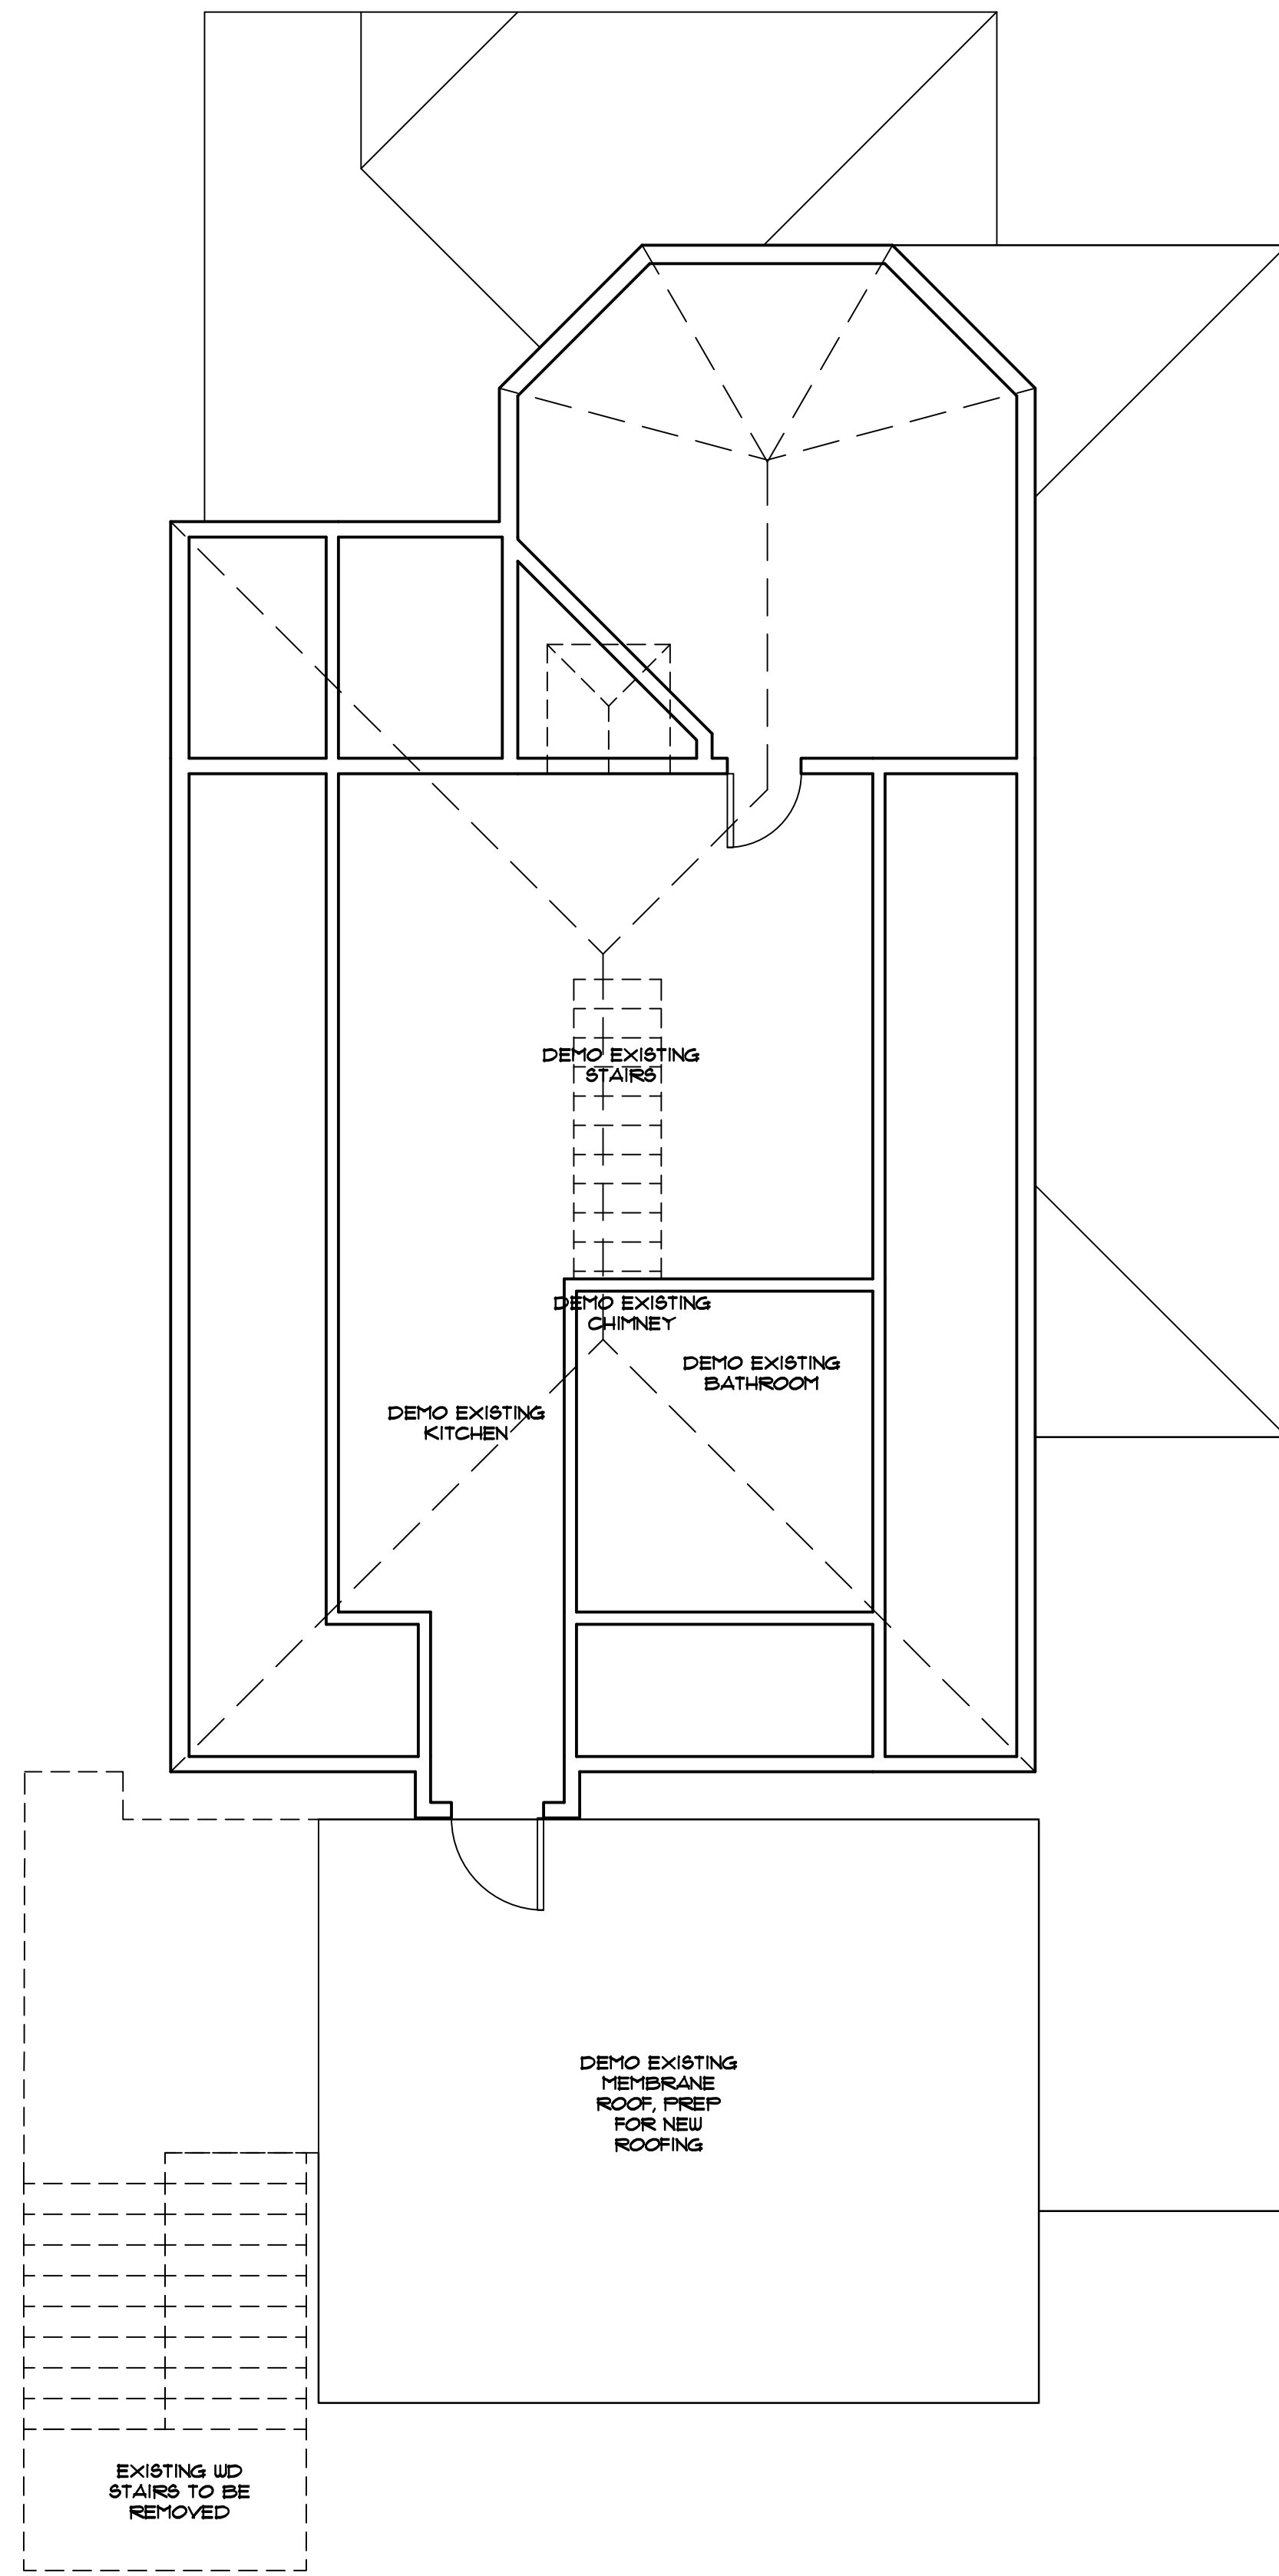 DEMO EXISTING
STAIRS
DEMO EXISTING
CHIMNEY
DEMO EXISTING
BATHROOM
DEMO EXISTING
KITCHEN
DEMO EXISTING
MEMBRANE
ROOF, PREP
FOR NEW
ROOFING
EXISTING WD
STAIRS TO BE
REMOVED